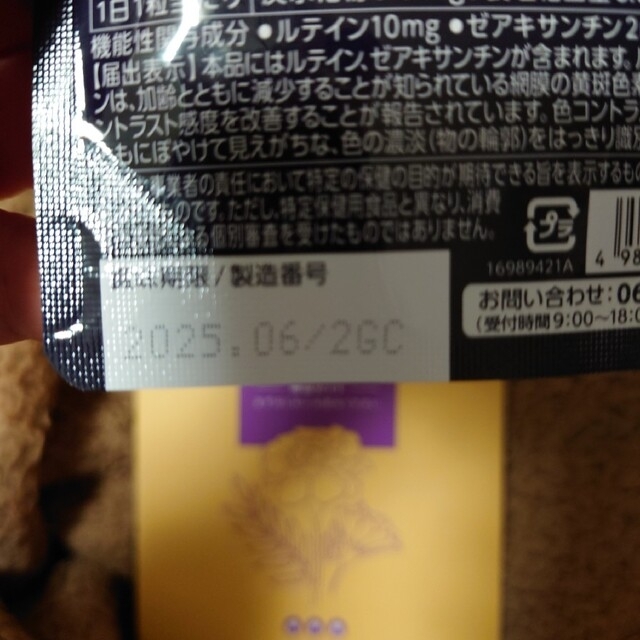 1日1粒
機能性関与成分 ●ルテイン10mg ●ゼアキサンチン2
【届出表示】本品にはルテイン、ゼアキサンチンが含まれます。
ンは、加齢とともに減少することが知られている網膜の黄斑色
ントラスト感度を改善することが報告されています。色コントラ
もにぼやけて見えがちな、色の濃淡(物の輪郭)をはっきり識
業者の責任において特定の保健の目的が期待できる旨を表示するもの
のです。ただし、特定保健用食品と異なり、消費
個別審査を受けたものではありません。
プラ
16989421A
4 98
期限/製造番号
2025.06/2GC
お問い合わせ:06
(受付時間9:00〜18:0